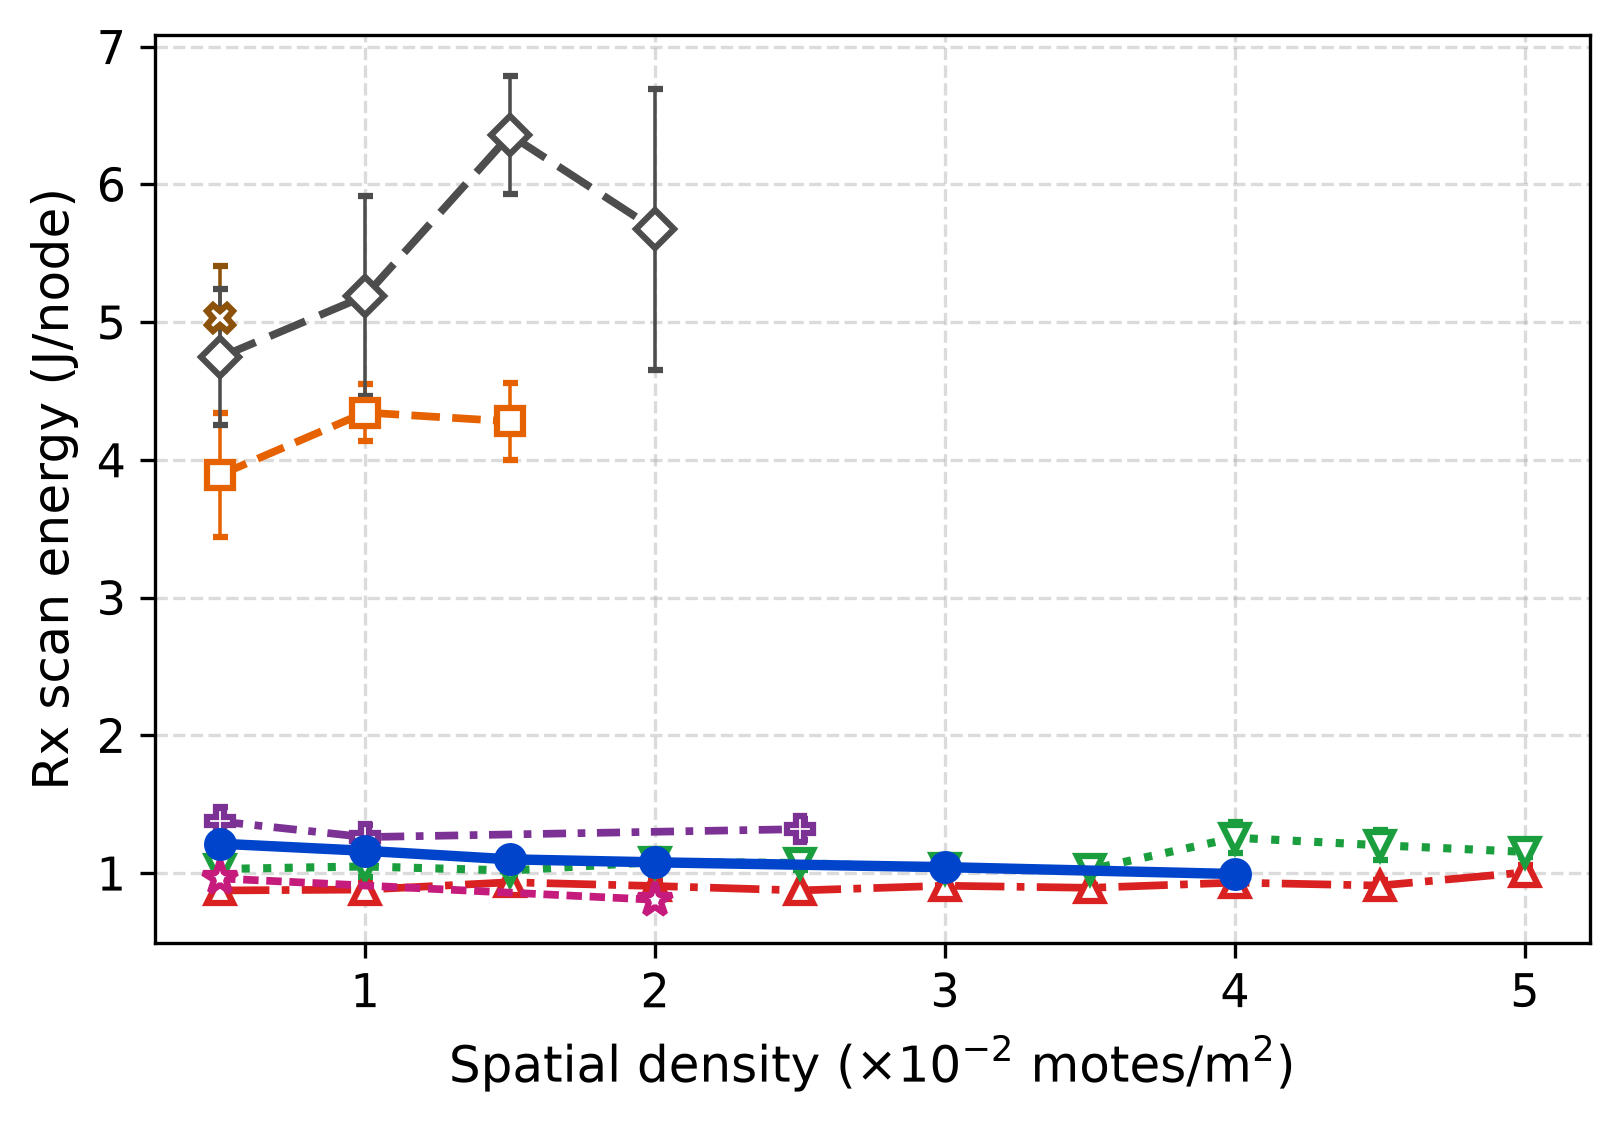 7
6
5
4
3
2
1
Rx scan energy (J/node)
1 2 3 4 5
Spatial density (×10⁻² motes/m²)